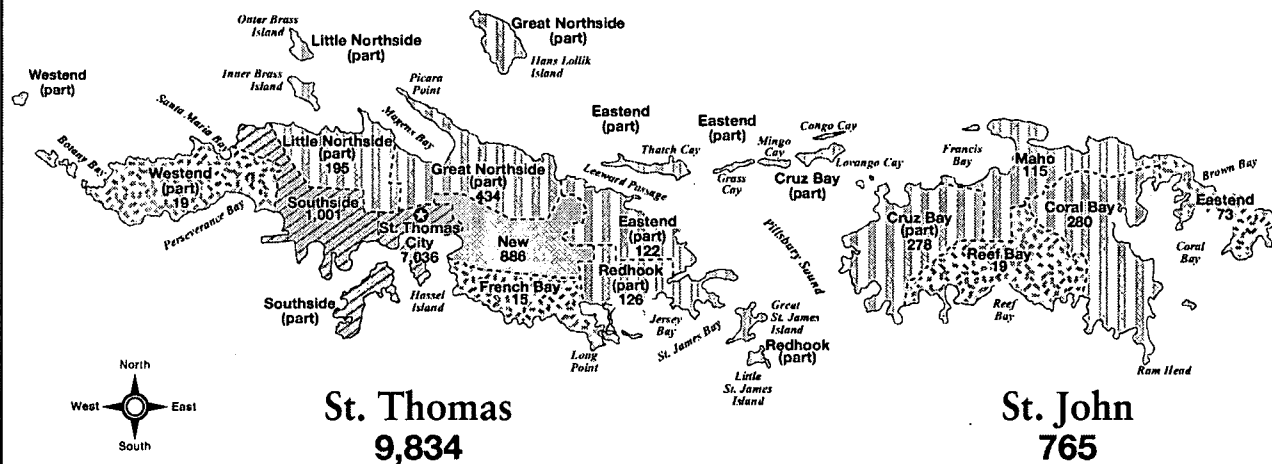 Outer Brass
Island
Little Northside
(part)
Great Northside
(part)
Hans Lollik
Island
Westend
(part)
Inner Brass
Island
Picara
Point
Santa Maria Bay
Magens Bay
Botany Bay
Westend
(part)
19
Perseverance Bay
Little Northside
(part)
195
Southside
1,001
Great Northside
(part)
434
St. Thomas
City
7,036
Southside
(part)
Hassel
Island
New
886
French Bay
15
Long
Point
Eastend
(part)
Thatch Cay
Leeward Passage
Eastend
(part)
122
Redhook
(part)
126
Jersey
Bay
St. James Bay
Eastend
(part)
Grass
Cay
Mingo
Cay
Congo Cay
Lovango Cay
Cruz Bay
(part)
Pillsbury Sound
Great
St. James
Island
Redhook
(part)
Little
St. James
Island
Francis
Bay
Maho
115
Cruz Bay
(part)
278
Coral Bay
280
Reef Bay
19
Reef
Bay
Brown Bay
Eastend
73
Coral
Bay
Ram Head
North
West
East
South
St. Thomas
9,834
St. John
765